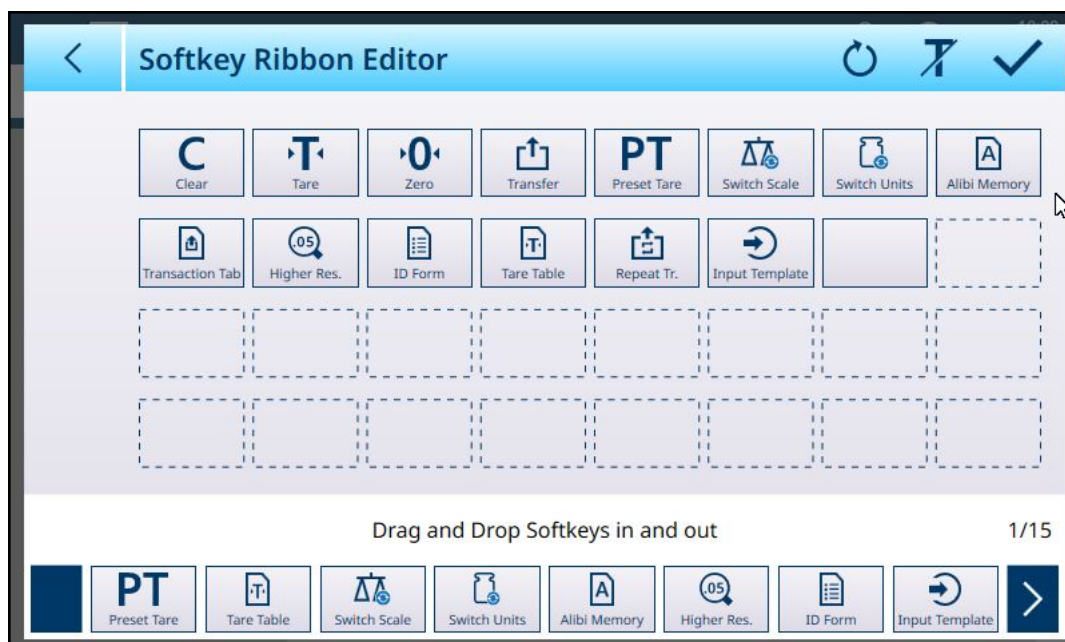 Softkey Ribbon Editor
T
C
T
0
PT
A
Clear
Tare
Zero
Transfer
Preset Tare
Switch Scale
Switch Units
Alibi Memory
.05
T
Transaction Tab
Higher Res.
ID Form
Tare Table
Repeat Tr.
Input Template
Drag and Drop Softkeys in and out
1/15
PT
T
A
.05
Preset Tare
Tare Table
Switch Scale
Switch Units
Alibi Memory
Higher Res.
ID Form
Input Template